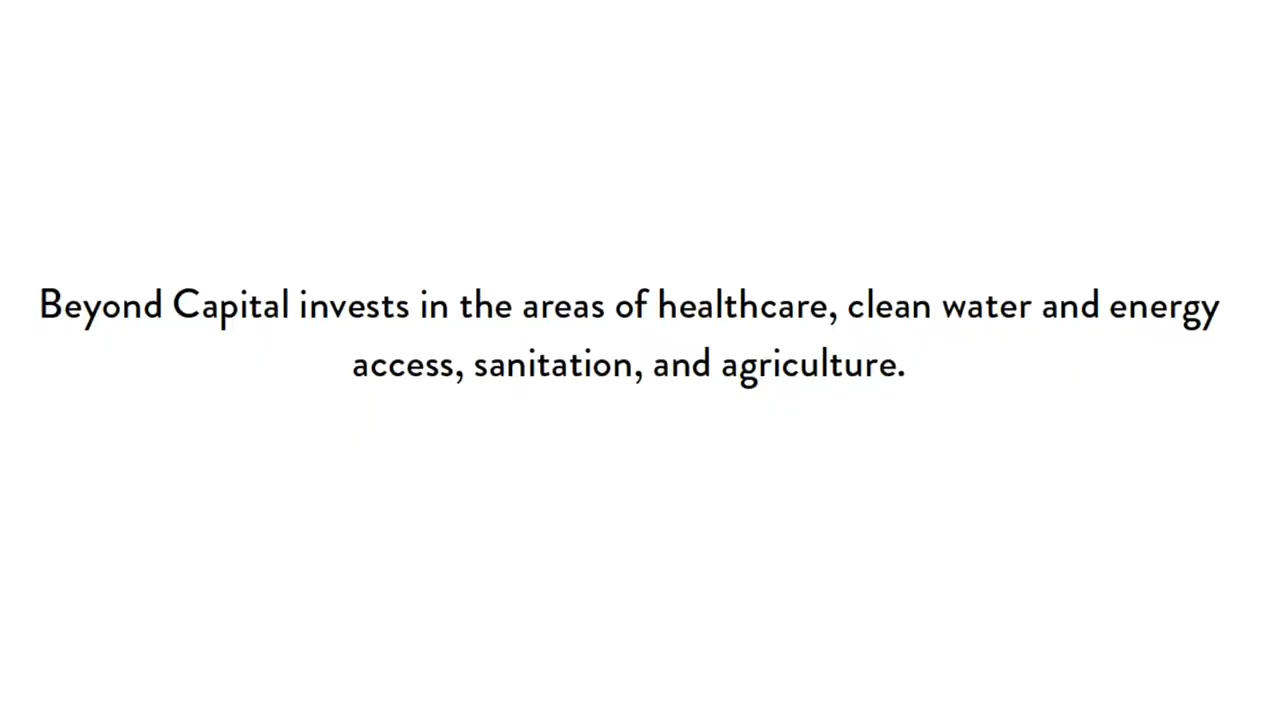 Beyond Capital invests in the areas of healthcare, clean water and energy
access, sanitation, and agriculture.